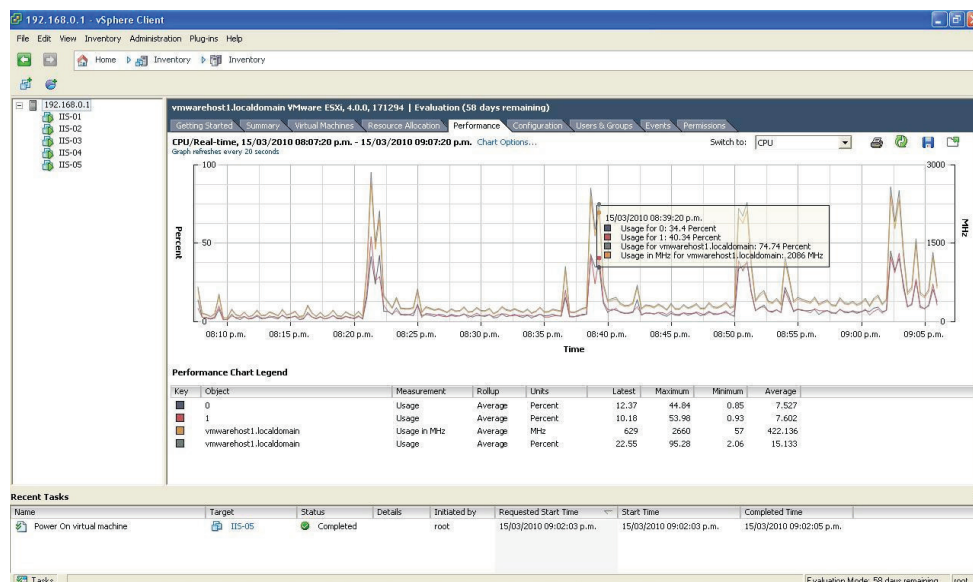 192.168.0.1 - vSphere Client
File Edit View Inventory Administration Plug-ins Help
Home Inventory Inventory
192.168.0.1
IIS-01
IIS-02
IIS-03
IIS-04
IIS-05
vmwarehost1.localdomain VMware ESXi, 4.0.0, 171294 | Evaluation (58 days remaining)
Getting Started Summary Virtual Machines Resource Allocation Performance Configuration Users & Groups Events Permissions
CPU/Real-time, 15/03/2010 08:07:20 p.m. - 15/03/2010 09:07:20 p.m. Chart Options... Switch to: CPU
Graph refreshes every 20 seconds
100 3000
15/03/2010 08:39:20 p.m.
Usage for 0: 34.4 Percent
Usage for 1: 40.34 Percent
Usage for vmwarehost1.localdomain: 74.74 Percent
Usage in MHz for vmwarehost1.localdomain: 2086 MHz
Percent 50 1500 MHz
0 0
08:10 p.m. 08:15 p.m. 08:20 p.m. 08:25 p.m. 08:30 p.m. 08:35 p.m. 08:40 p.m. 08:45 p.m. 08:50 p.m. 08:55 p.m. 09:00 p.m. 09:05 p.m.
Time
Performance Chart Legend
Key Object Measurement Rollup Units Latest Maximum Minimum Average
0 Usage Average Percent 12.37 44.84 0.85 7.527
1 Usage Average Percent 10.18 53.98 0.93 7.602
vmwarehost1.localdomain Usage in MHz Average MHz 629 2660 57 422.136
vmwarehost1.localdomain Usage Average Percent 22.55 95.28 2.06 15.133
Recent Tasks
Name Target Status Details Initiated by Requested Start Time Start Time Completed Time
Power On virtual machine IIS-05 Completed root 15/03/2010 09:02:03 p.m. 15/03/2010 09:02:03 p.m. 15/03/2010 09:02:05 p.m.
Tasks Evaluation Mode: 58 days remaining root